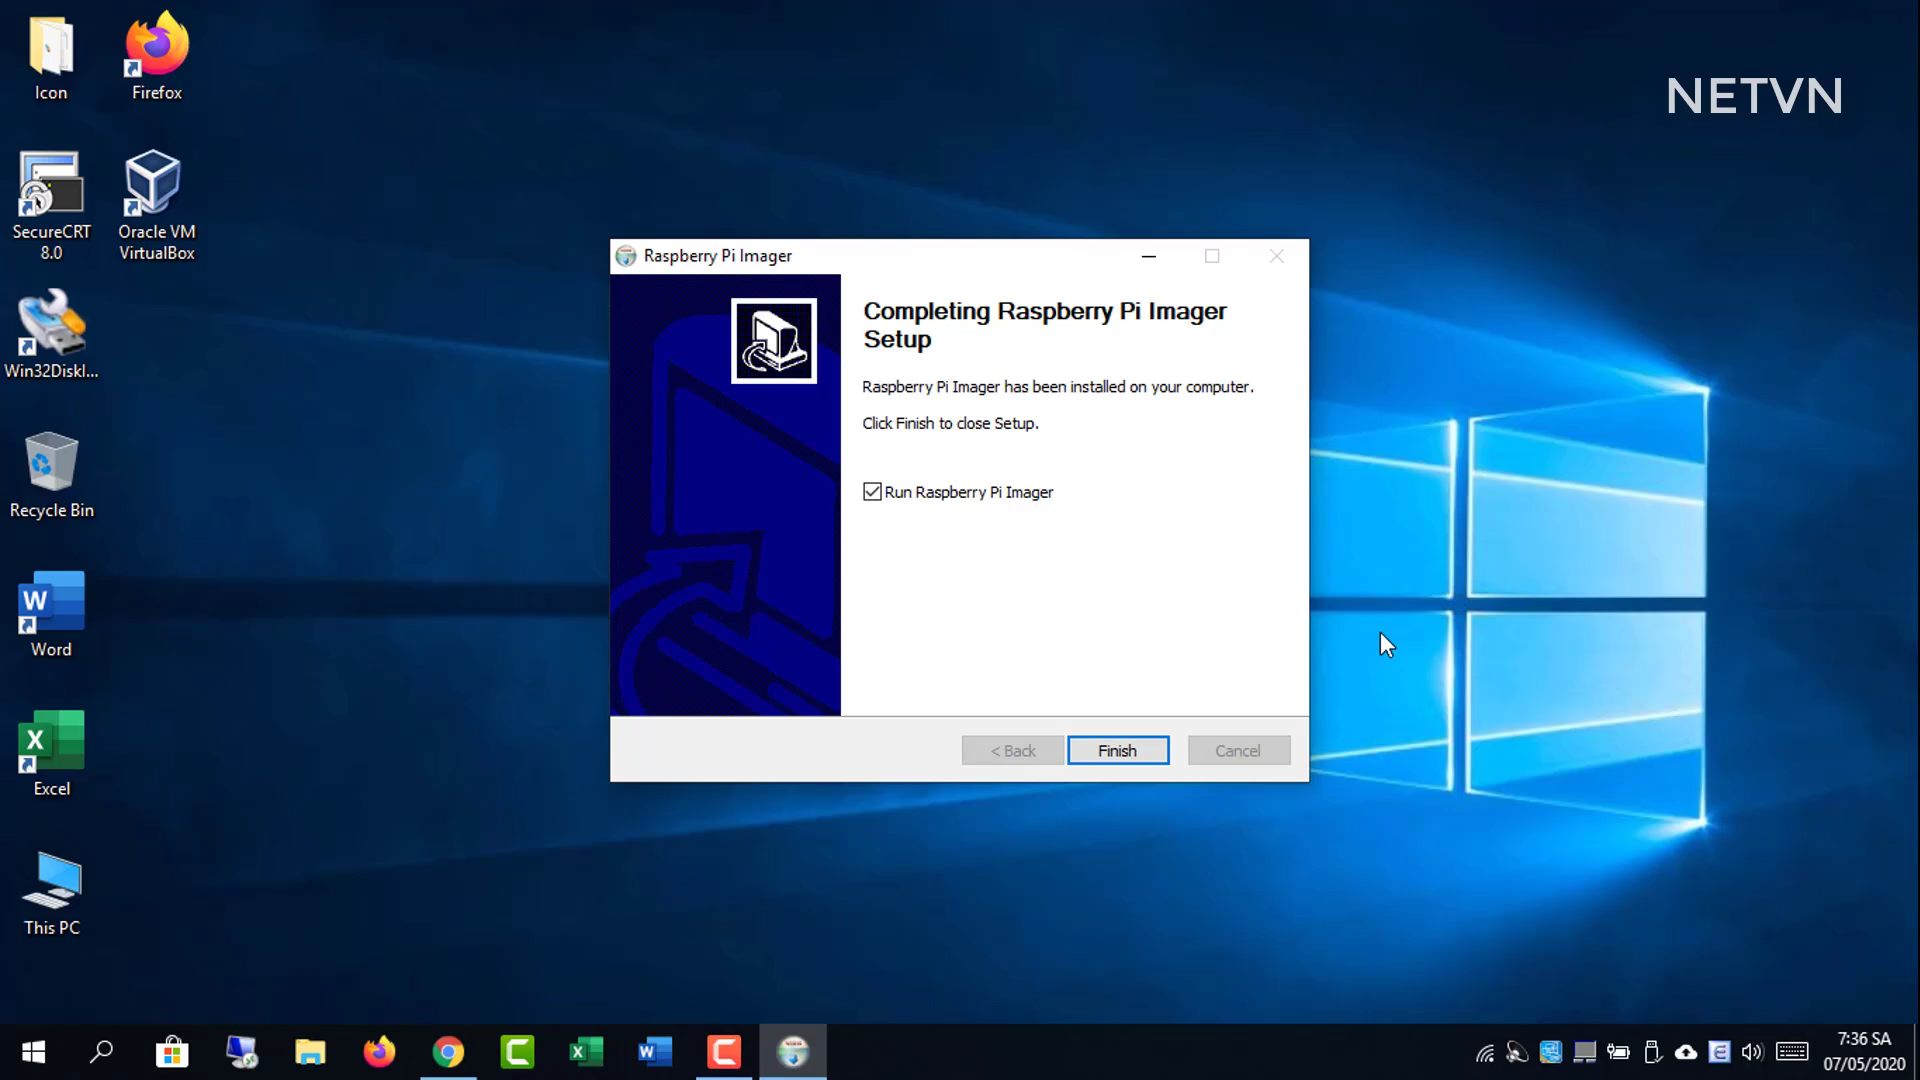 Icon
Firefox
NETVN
SecureCRT
8.0
Oracle VM
VirtualBox
Win32DiskI...
Recycle Bin
Word
Excel
This PC
Raspberry Pi Imager
Completing Raspberry Pi Imager
Setup
Raspberry Pi Imager has been installed on your computer.
Click Finish to close Setup.
Run Raspberry Pi Imager
< Back
Finish
Cancel
7:36 SA
07/05/2020